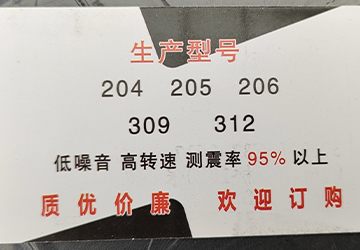 生产型号
204 205 206
309 312
低噪音 高转速 测震率 95% 以上
质优价廉 欢迎订购